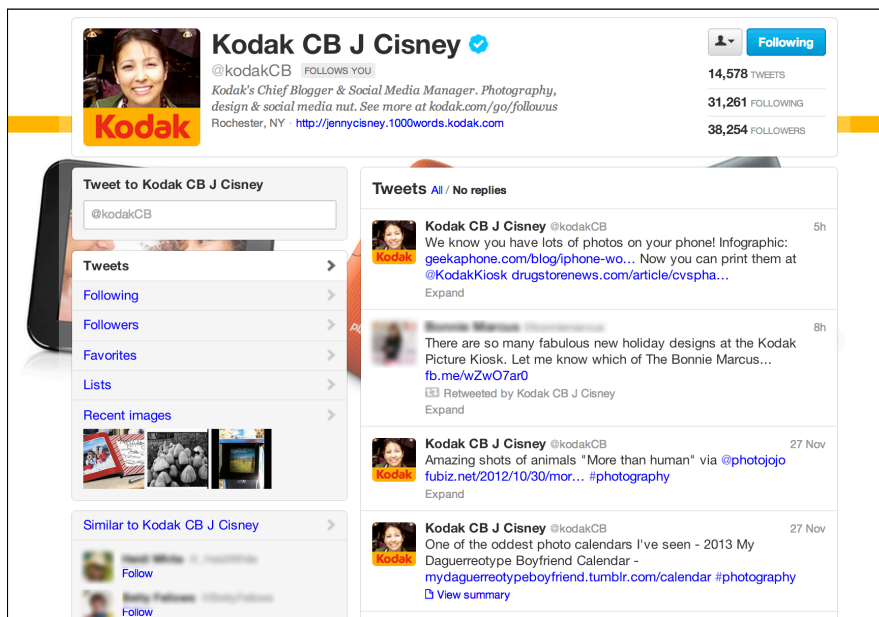 Kodak CB J Cisney
@kodakCB FOLLOWS YOU
Kodak's Chief Blogger & Social Media Manager. Photography,
design & social media nut. See more at kodak.com/go/followus
Rochester, NY · http://jennycisney.1000words.kodak.com
Kodak
Following
14,578 TWEETS
31,261 FOLLOWING
38,254 FOLLOWERS
Tweet to Kodak CB J Cisney
@kodakCB
Tweets
Following
Followers
Favorites
Lists
Recent images
Similar to Kodak CB J Cisney
Follow
Follow
Tweets All / No replies
Kodak CB J Cisney @kodakCB 5h
We know you have lots of photos on your phone! Infographic:
geekaphone.com/blog/iphone-wo... Now you can print them at
@KodakKiosk drugstorenews.com/article/cvspha...
Kodak
Expand
8h
There are so many fabulous new holiday designs at the Kodak
Picture Kiosk. Let me know which of The Bonnie Marcus...
fb.me/wZwO7ar0
Retweeted by Kodak CB J Cisney
Expand
Kodak CB J Cisney @kodakCB 27 Nov
Amazing shots of animals "More than human" via @photojojo
fubiz.net/2012/10/30/mor... #photography
Kodak
Expand
Kodak CB J Cisney @kodakCB 27 Nov
One of the oddest photo calendars I've seen - 2013 My
Daguerreotype Boyfriend Calendar -
mydaguerreotypeboyfriend.tumblr.com/calendar #photography
Kodak
View summary